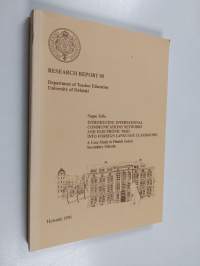 RESEARCH REPORT 95
Department of Teacher Education
University of Helsinki
Seppo Tella
INTRODUCING INTERNATIONAL
COMMUNICATIONS NETWORKS
AND ELECTRONIC MAIL
INTO FOREIGN LANGUAGE CLASSROOMS
A Case Study in Finnish Senior
Secondary Schools
Helsinki 1991